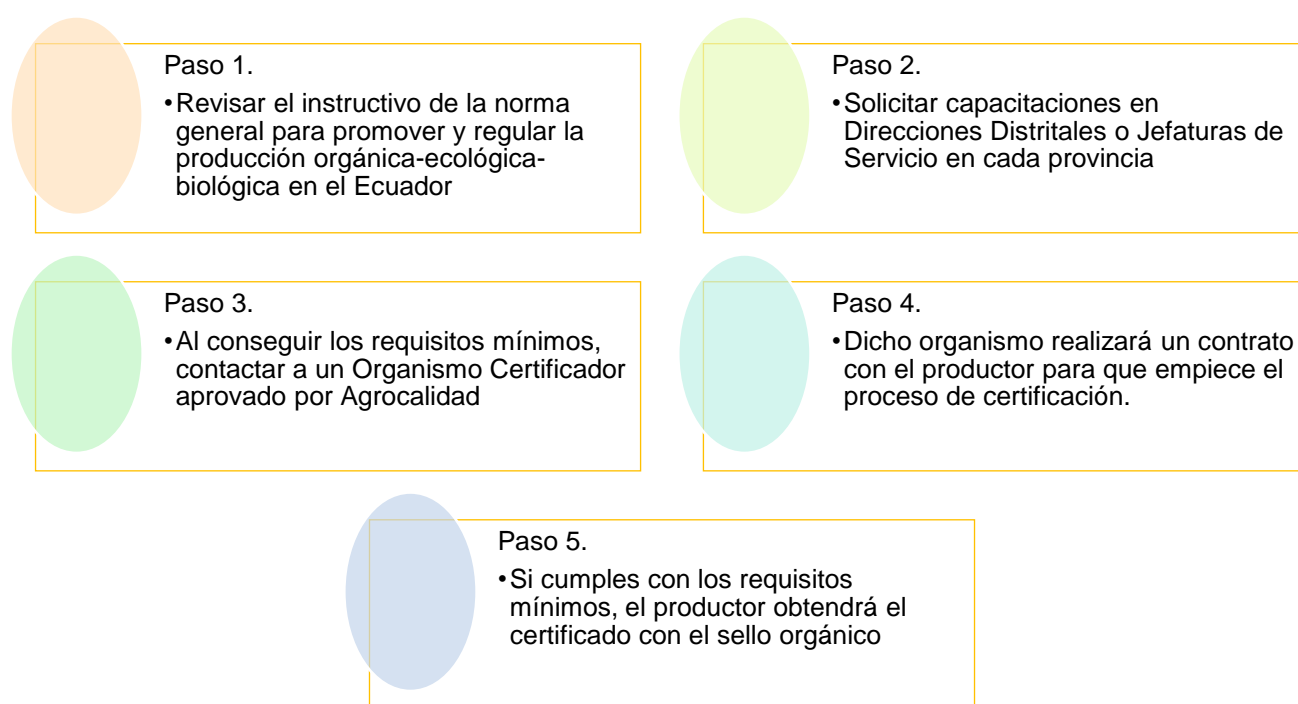 Paso 1.
•Revisar el instructivo de la norma
general para promover y regular la
producción orgánica-ecológica-
biológica en el Ecuador
Paso 2.
•Solicitar capacitaciones en
Direcciones Distritales o Jefaturas de
Servicio en cada provincia
Paso 3.
•Al conseguir los requisitos mínimos,
contactar a un Organismo Certificador
aprovado por Agrocalidad
Paso 4.
•Dicho organismo realizará un contrato
con el productor para que empiece el
proceso de certificación.
Paso 5.
•Si cumples con los requisitos
mínimos, el productor obtendrá el
certificado con el sello orgánico